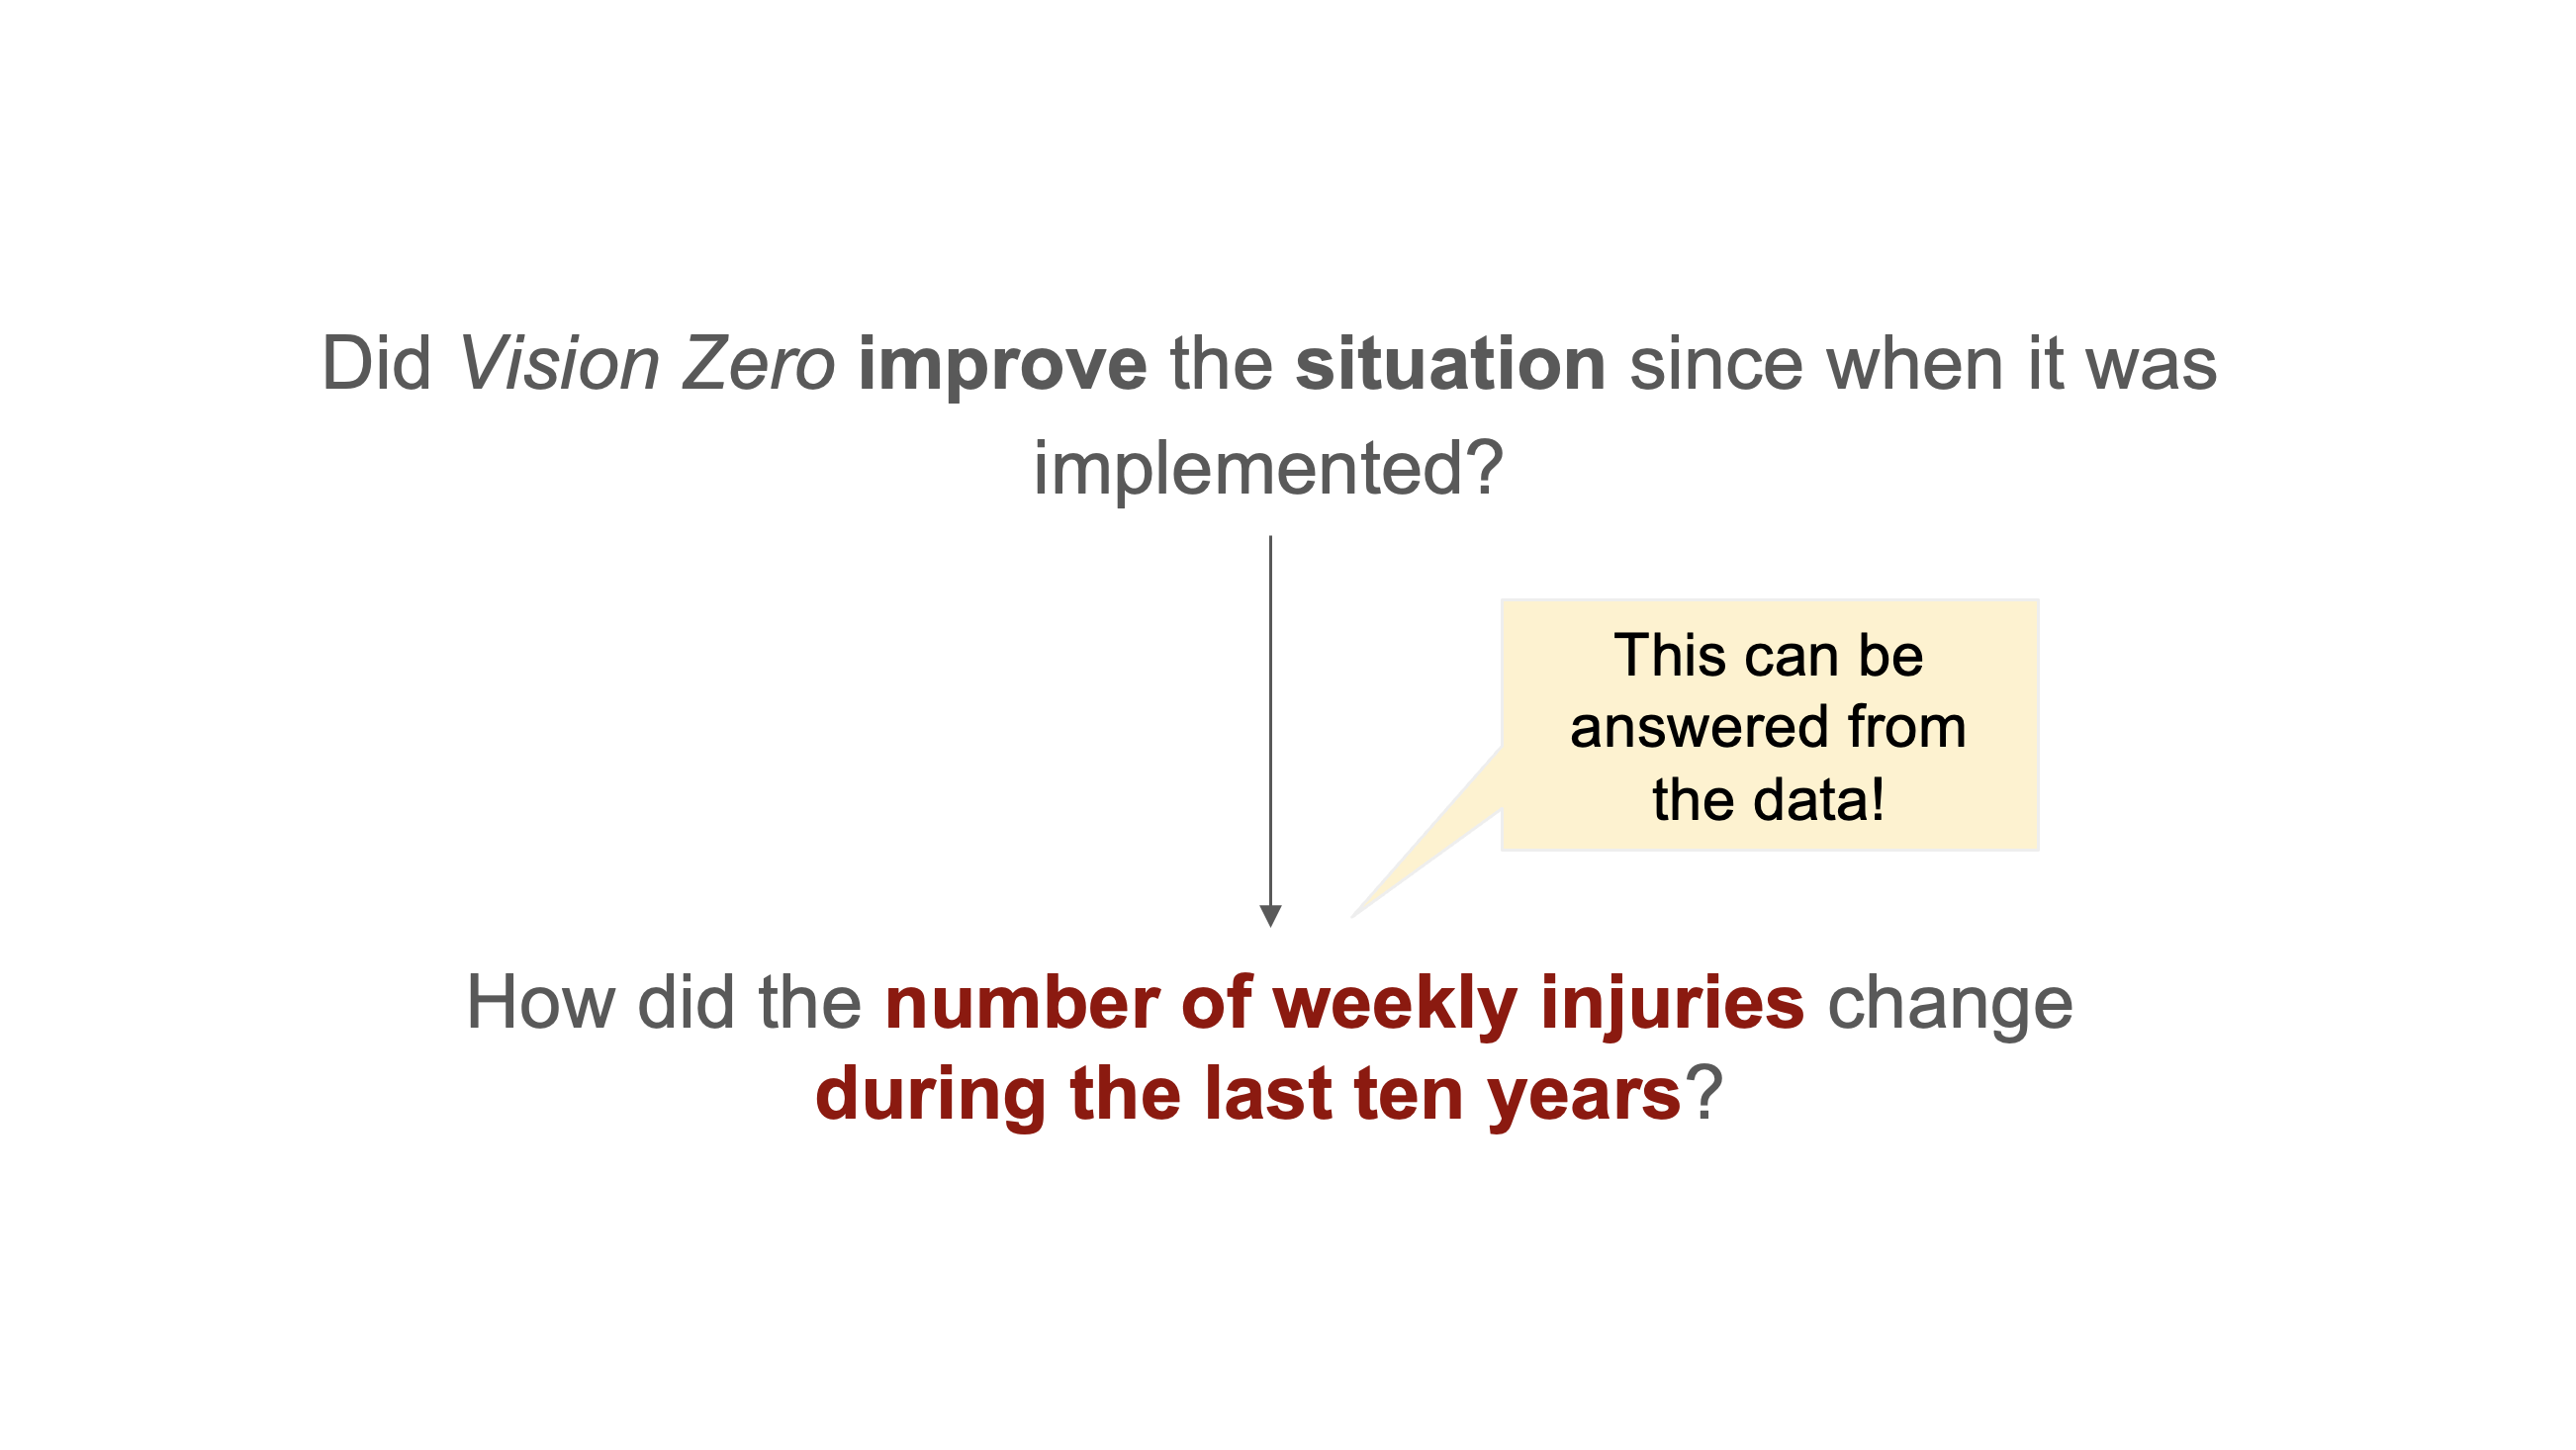 Did Vision Zero improve the situation since when it was
implemented?
This can be
answered from
the data!
How did the number of weekly injuries change
during the last ten years?